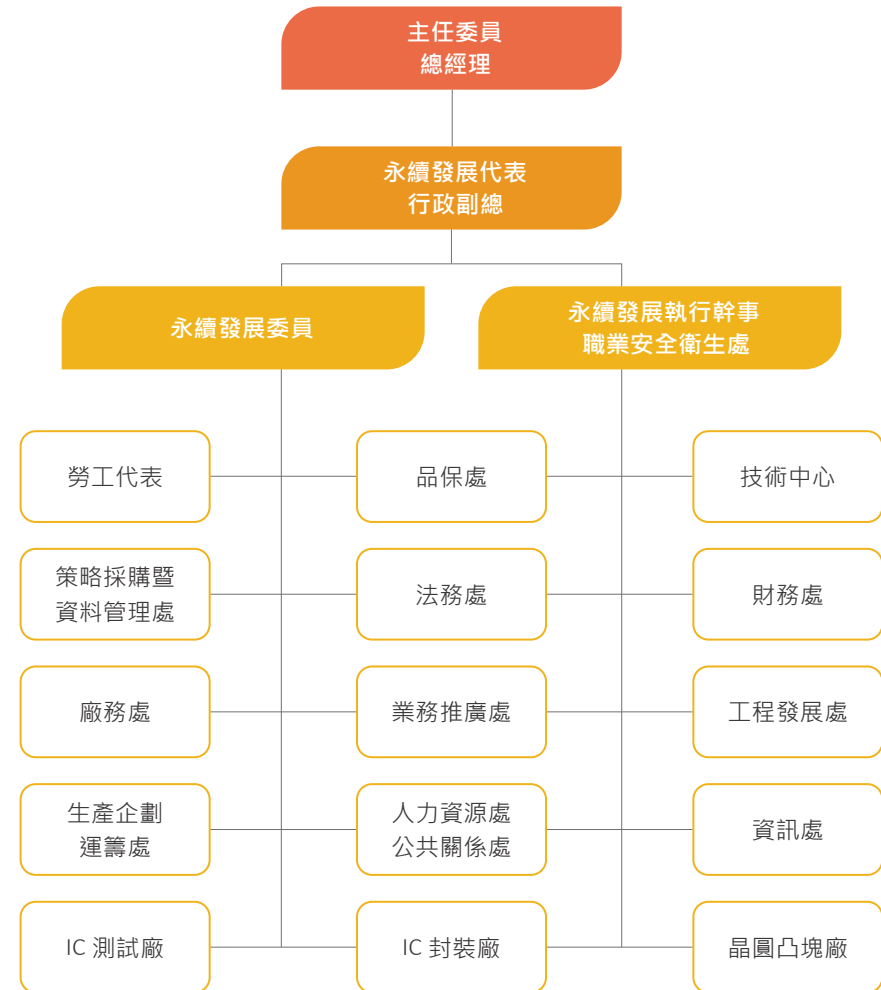 主任委員
總經理
永續發展代表
行政副總
永續發展委員
永續發展執行幹事
職業安全衛生處
勞工代表
品保處
技術中心
策略採購暨
資料管理處
法務處
財務處
廠務處
業務推廣處
工程發展處
生產企劃
運籌處
人力資源處
公共關係處
資訊處
IC 測試廠
IC 封裝廠
晶圓凸塊廠